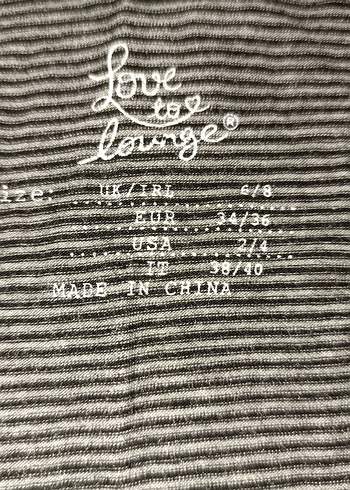 Love
to
lounge®
ize: UK/IRL 6/8
EUR 34/36
USA 2/4
IT 38/40
MADE IN CHINA